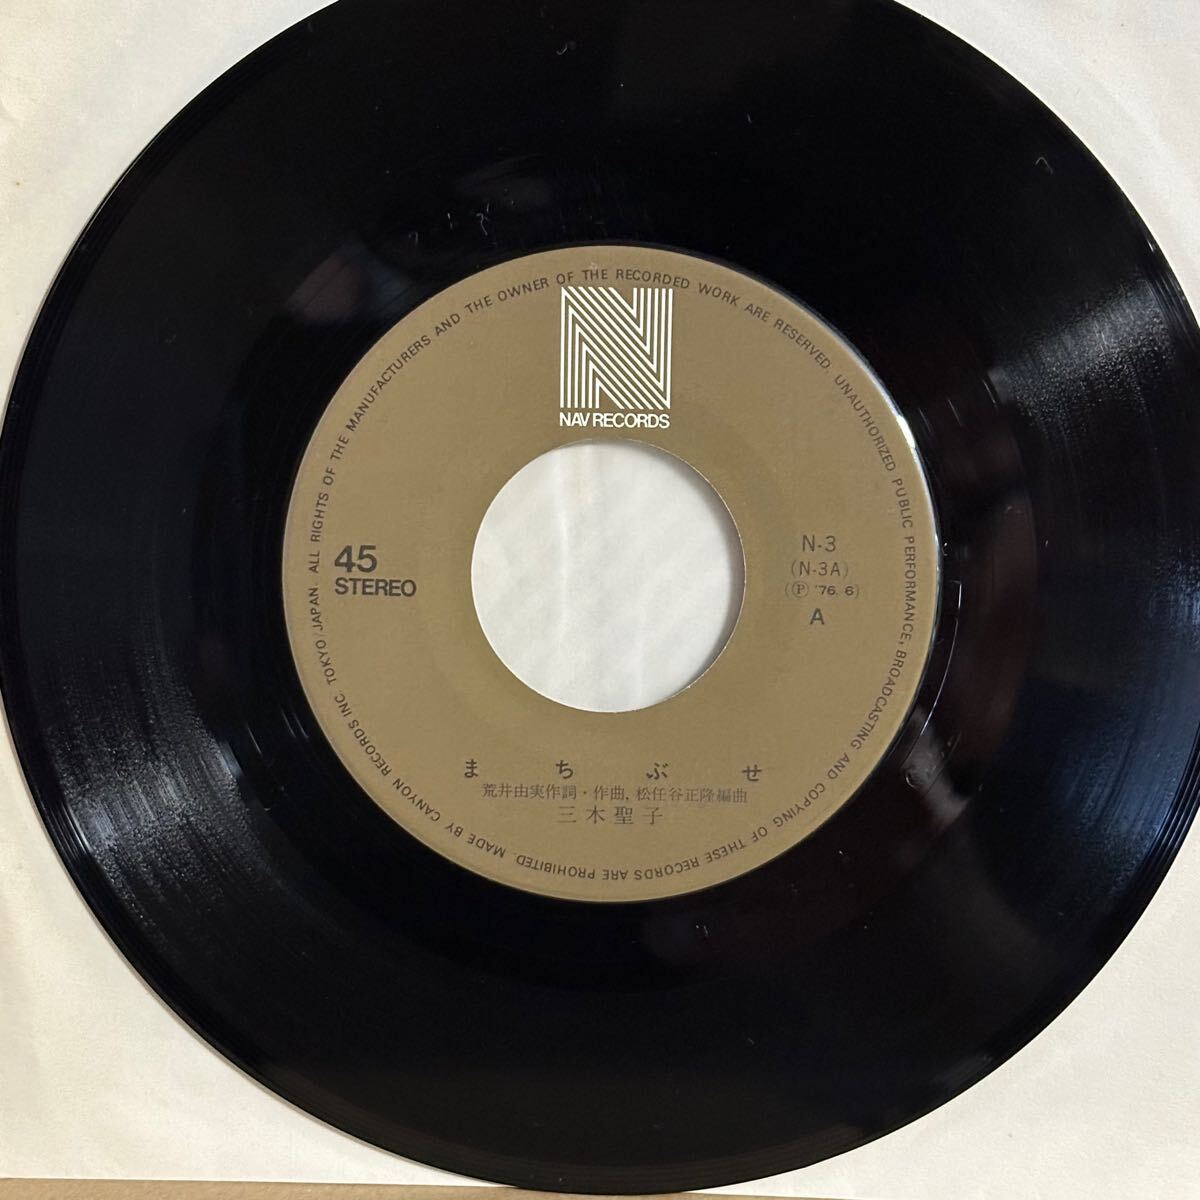 N
NAV RECORDS
45
STEREO
N-3
(N-3A)
(Ⓟ '76. 6)
A
まちぶせ
荒井由実作詞・作曲, 松任谷正隆編曲
三木聖子
MADE BY CANYON RECORDS INC. TOKYO/JAPAN. ALL RIGHTS OF THE MANUFACTURERS AND THE OWNER OF THE RECORDED WORK ARE RESERVED. UNAUTHORIZED PUBLIC PERFORMANCE, BROADCASTING AND COPYING OF THESE RECORDS ARE PROHIBITED.